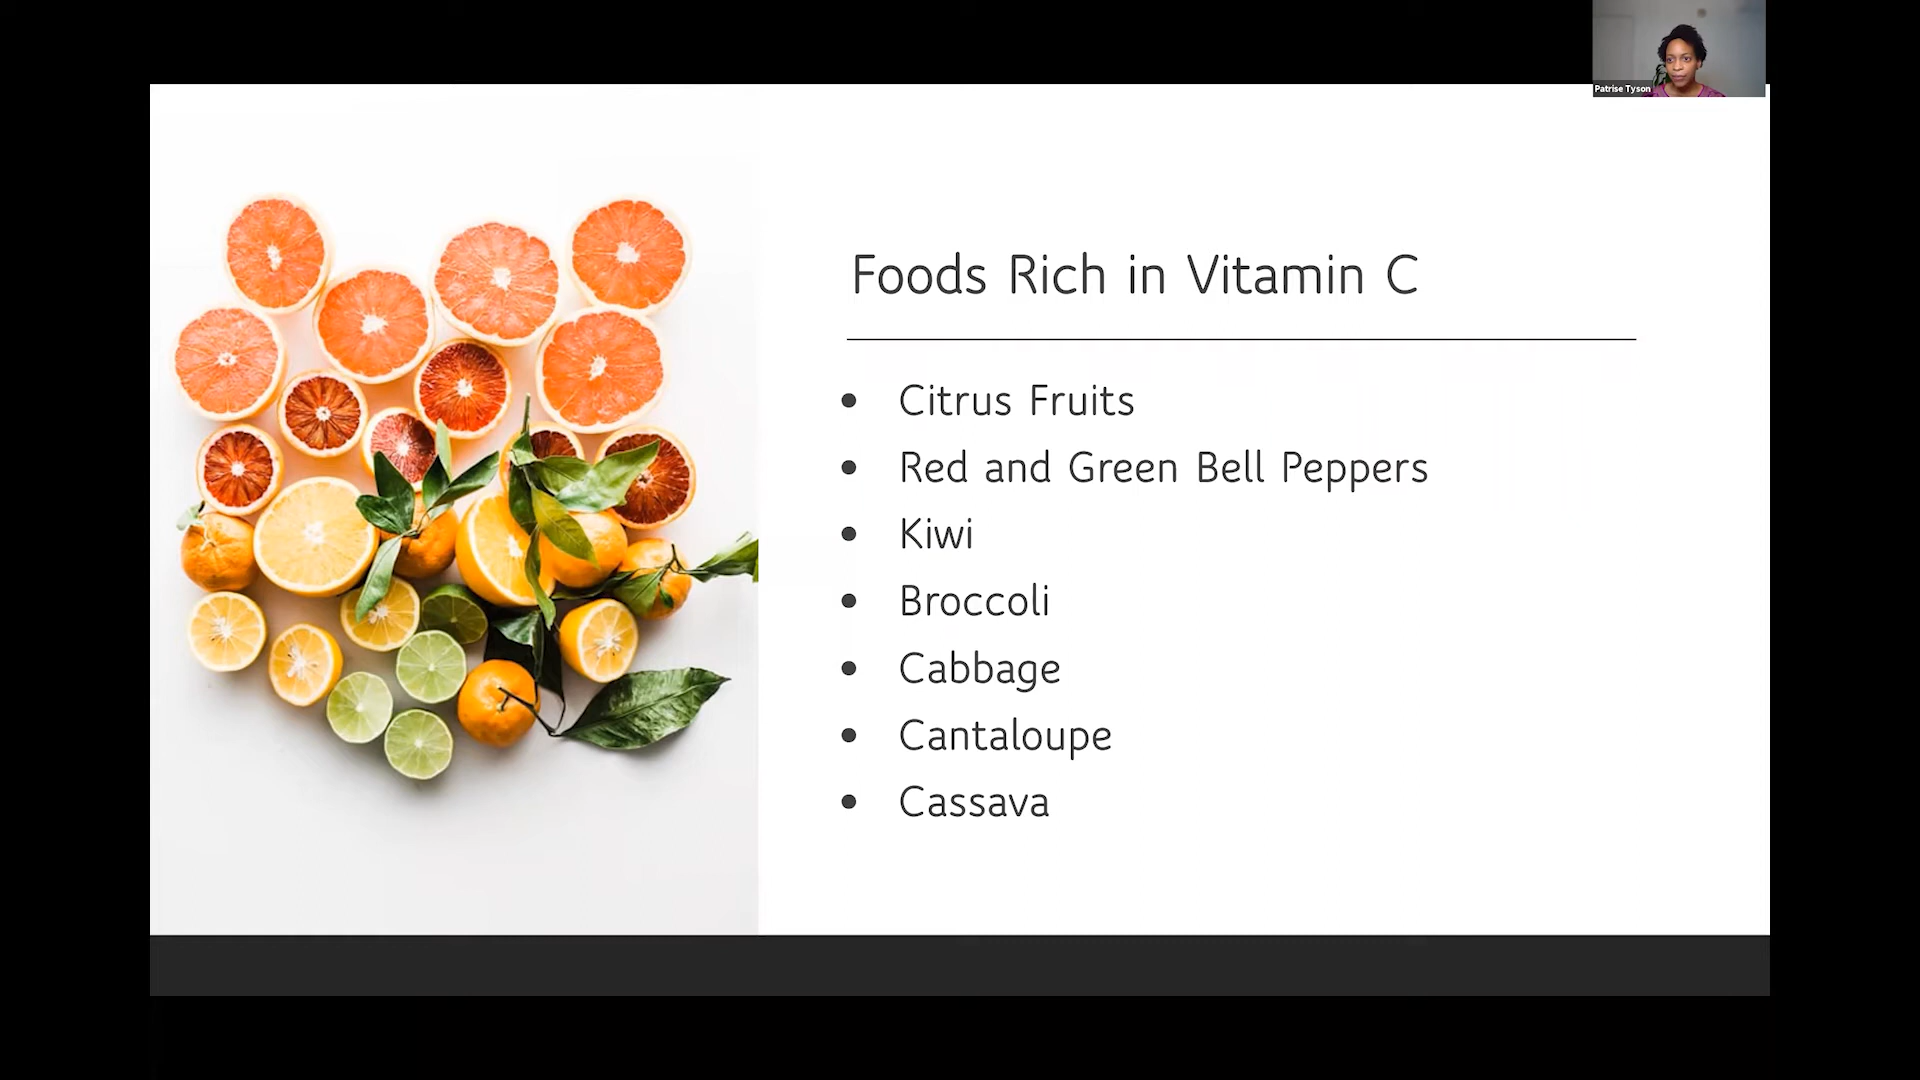 Patrise Tyson
Foods Rich in Vitamin C
Citrus Fruits
Red and Green Bell Peppers
Kiwi
Broccoli
Cabbage
Cantaloupe
Cassava